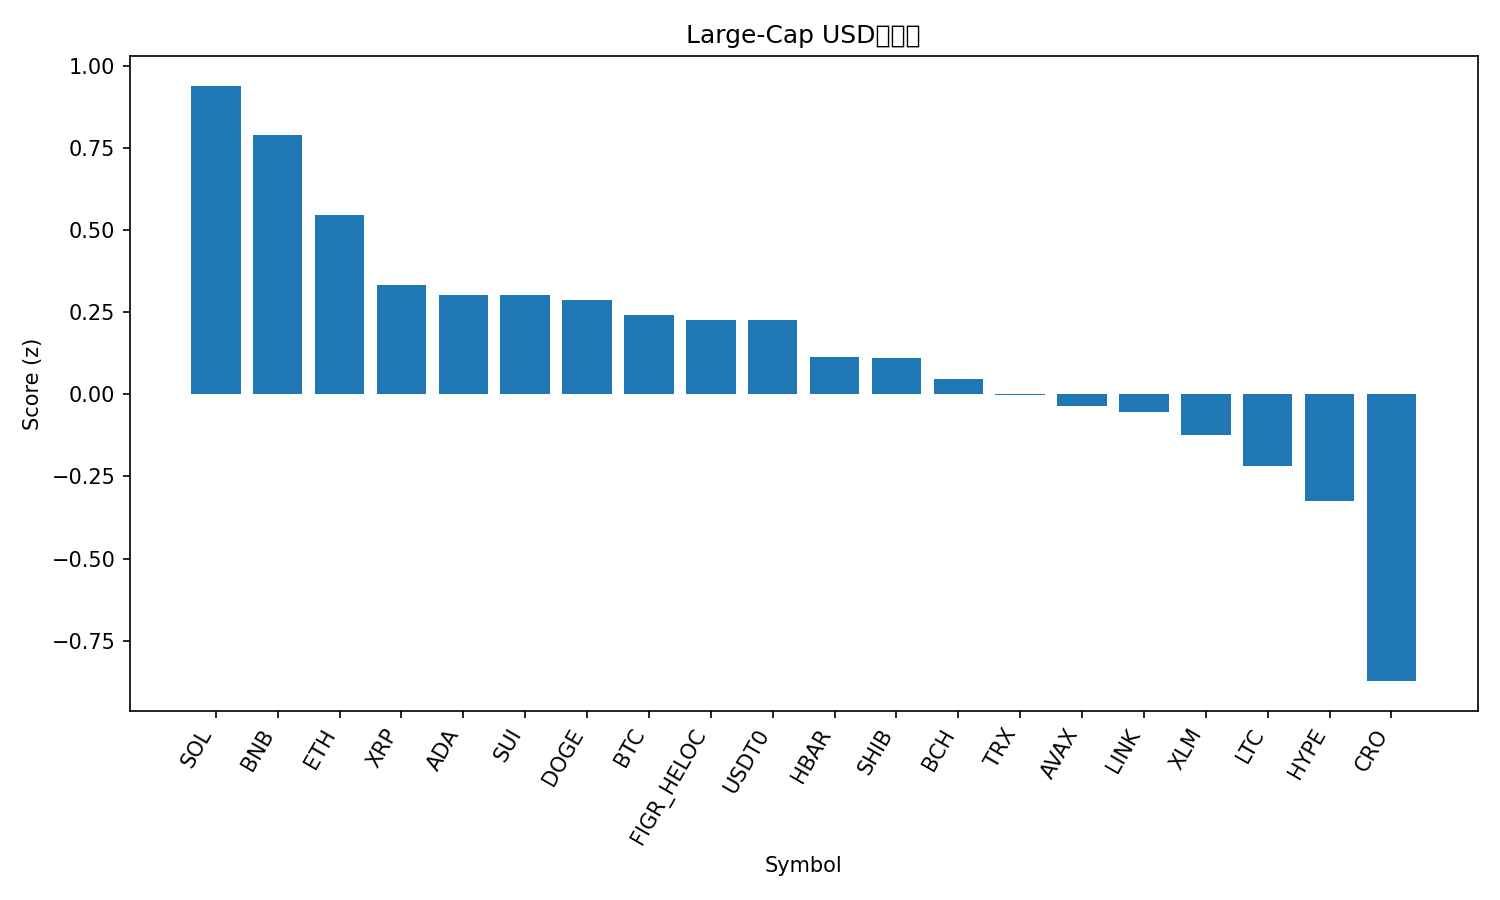 Large-Cap USD
1.00
0.75
0.50
0.25
0.00
−0.25
−0.50
−0.75
Score (z)
SOL
BNB
ETH
XRP
ADA
SUI
DOGE
BTC
FIGR_HELOC
USDT0
HBAR
SHIB
BCH
TRX
AVAX
LINK
XLM
LTC
HYPE
CRO
Symbol